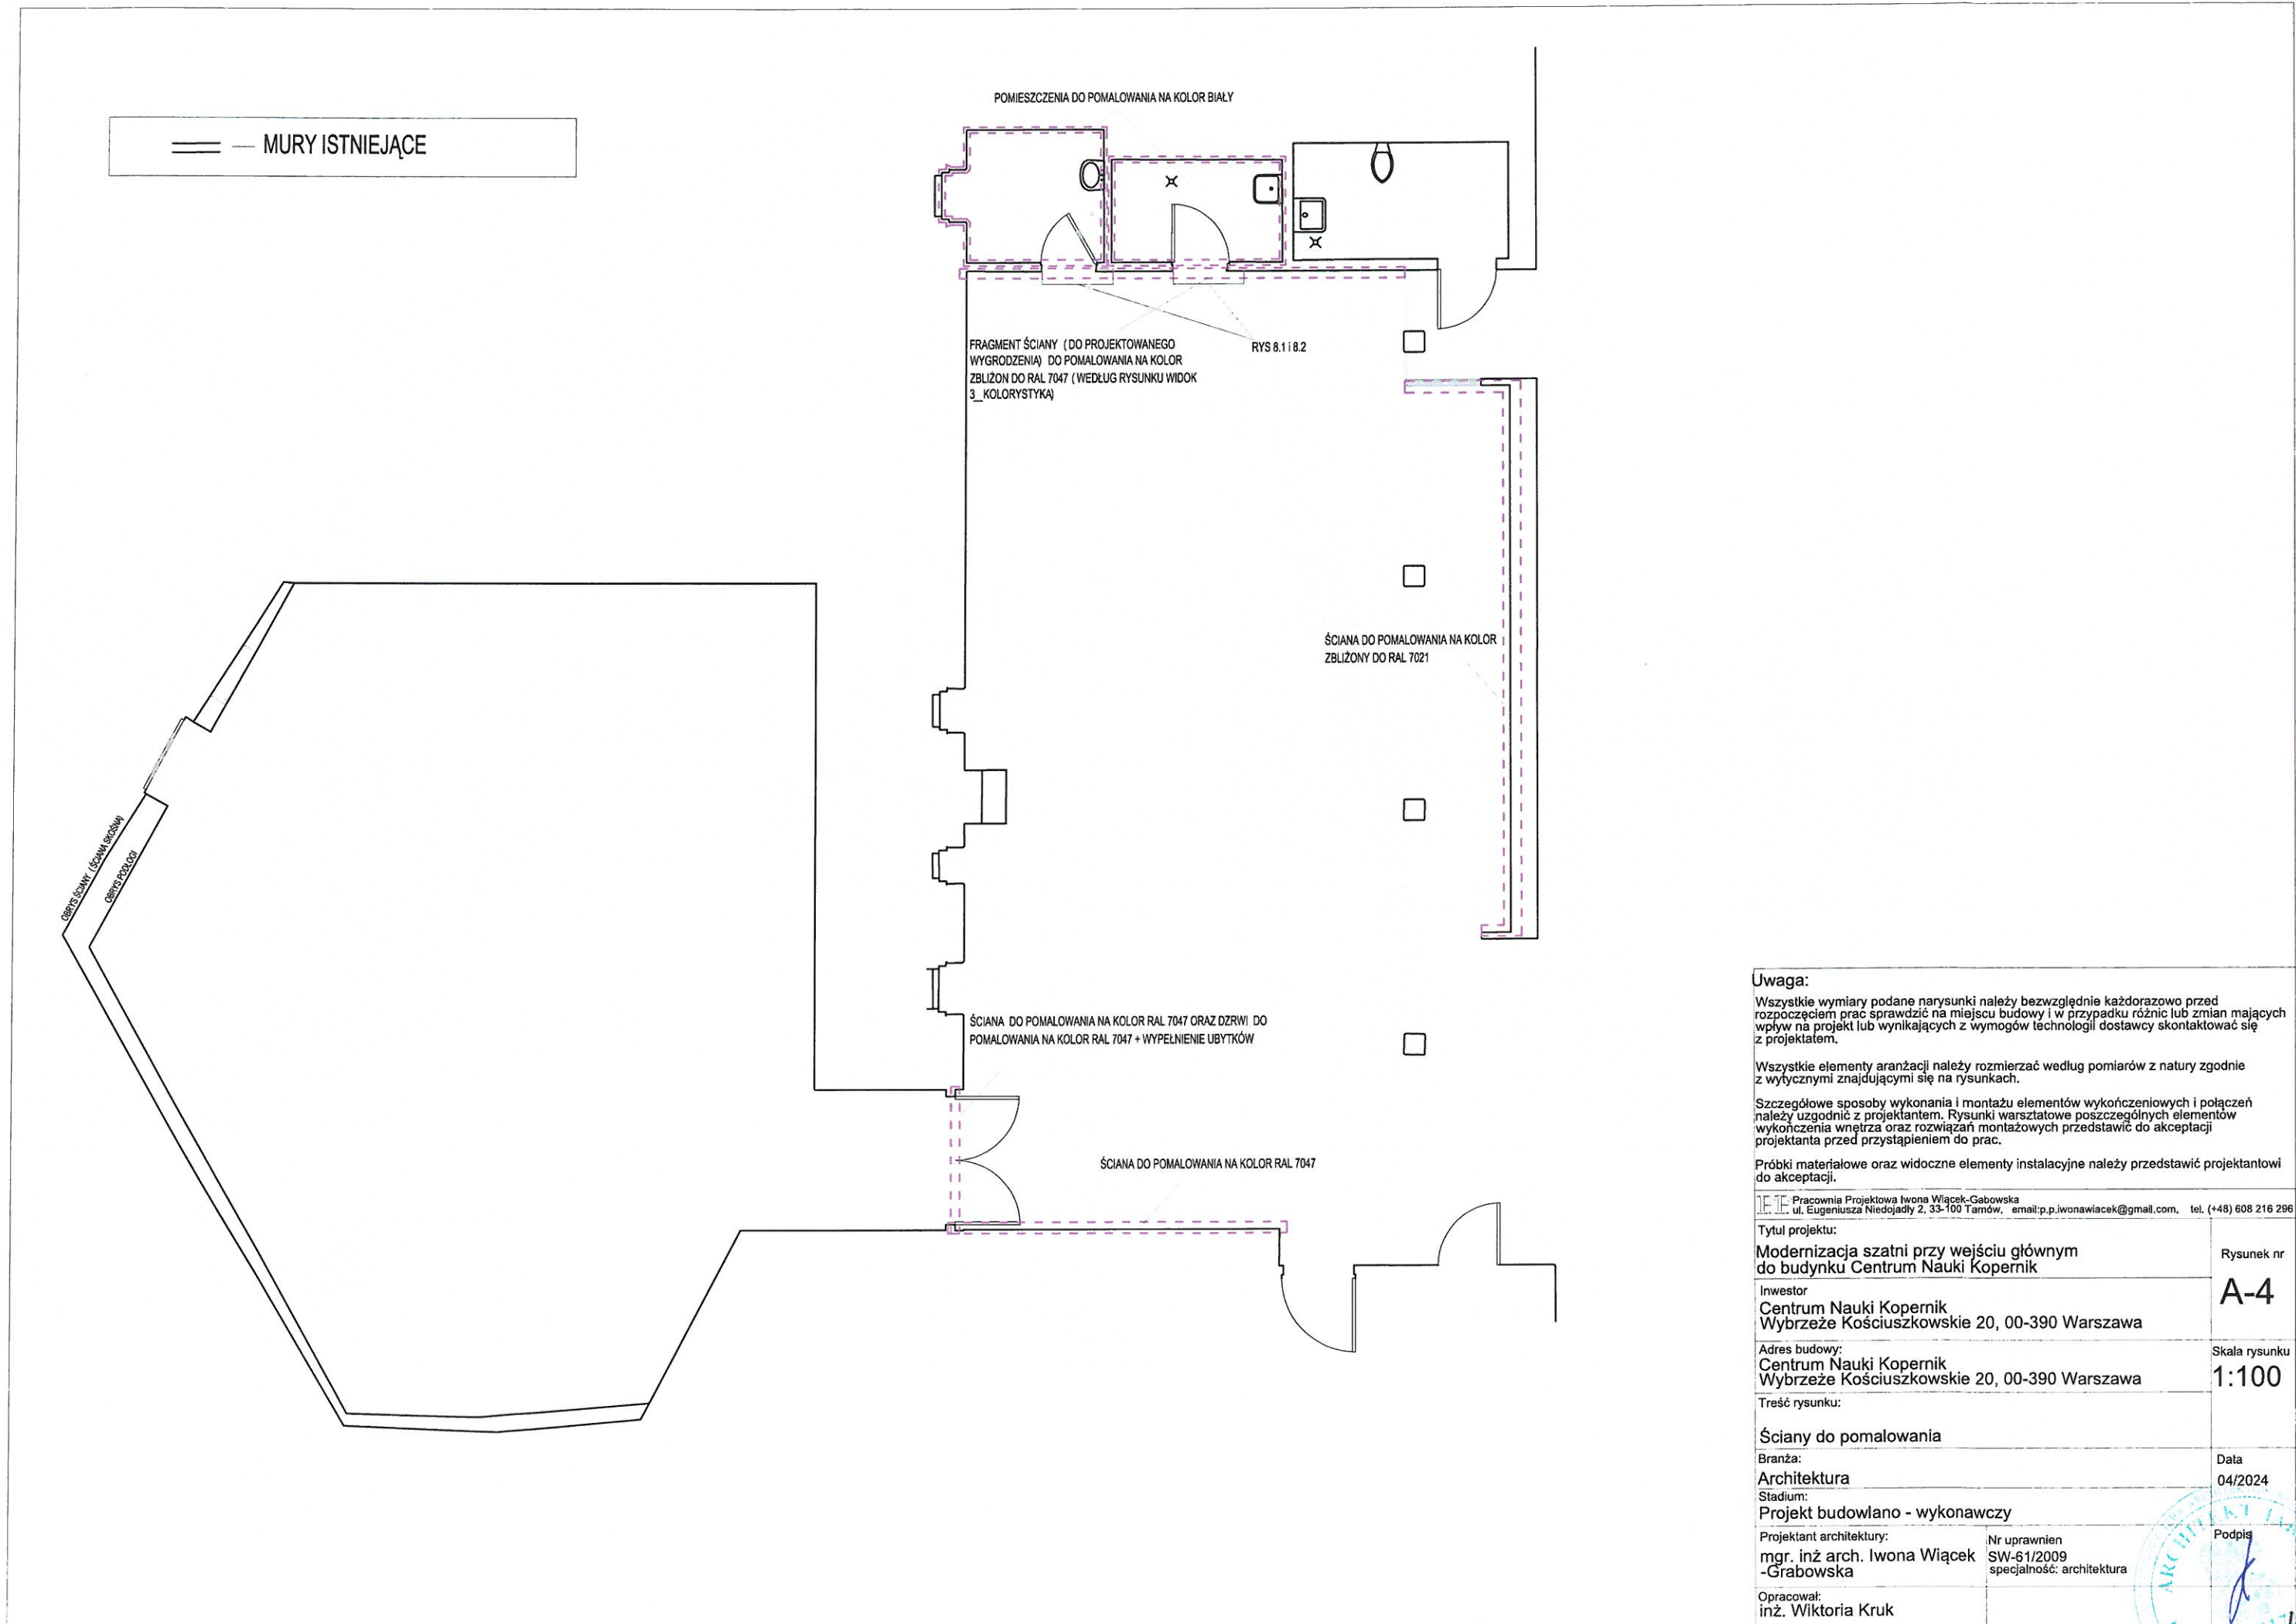 POMIESZCZENIA DO POMALOWANIA NA KOLOR BIAŁY
— MURY ISTNIEJĄCE
FRAGMENT ŚCIANY ( DO PROJEKTOWANEGO
WYGRODZENIA) DO POMALOWANIA NA KOLOR
ZBLIŻON DO RAL 7047 ( WEDŁUG RYSUNKU WIDOK
3_KOLORYSTYKA)
RYS 8.1 i 8.2
ŚCIANA DO POMALOWANIA NA KOLOR
ZBLIŻONY DO RAL 7021
OBRYS ŚCIANY ( ŚCIANA SKOŚNA)
OBRYS PODŁOGI
ŚCIANA DO POMALOWANIA NA KOLOR RAL 7047 ORAZ DZRWI DO
POMALOWANIA NA KOLOR RAL 7047 + WYPEŁNIENIE UBYTKÓW
ŚCIANA DO POMALOWANIA NA KOLOR RAL 7047
Uwaga:
Wszystkie wymiary podane narysunki należy bezwzględnie każdorazowo przed
rozpoczęciem prac sprawdzić na miejscu budowy i w przypadku różnic lub zmian mających
wpływ na projekt lub wynikających z wymogów technologii dostawcy skontaktować się
z projektatem.
Wszystkie elementy aranżacji należy rozmierzać według pomiarów z natury zgodnie
z wytycznymi znajdującymi się na rysunkach.
Szczegółowe sposoby wykonania i montażu elementów wykończeniowych i połączeń
należy uzgodnić z projektantem. Rysunki warsztatowe poszczególnych elementów
wykończenia wnętrza oraz rozwiązań montażowych przedstawić do akceptacji
projektanta przed przystąpieniem do prac.
Próbki materiałowe oraz widoczne elementy instalacyjne należy przedstawić projektantowi
do akceptacji.
Pracownia Projektowa Iwona Wiącek-Gabowska
ul. Eugeniusza Niedojadły 2, 33-100 Tarnów, email:p.p.iwonawiacek@gmail.com, tel. (+48) 608 216 296
Tytuł projektu:
Modernizacja szatni przy wejściu głównym
do budynku Centrum Nauki Kopernik
Rysunek nr
A-4
Inwestor
Centrum Nauki Kopernik
Wybrzeże Kościuszkowskie 20, 00-390 Warszawa
Adres budowy:
Centrum Nauki Kopernik
Wybrzeże Kościuszkowskie 20, 00-390 Warszawa
Skala rysunku
1:100
Treść rysunku:
Ściany do pomalowania
Branża:
Architektura
Data
04/2024
Stadium:
Projekt budowlano - wykonawczy
Projektant architektury:
mgr. inż arch. Iwona Wiącek
-Grabowska
Nr uprawnien
SW-61/2009
specjalność: architektura
Podpis
Opracował:
inż. Wiktoria Kruk